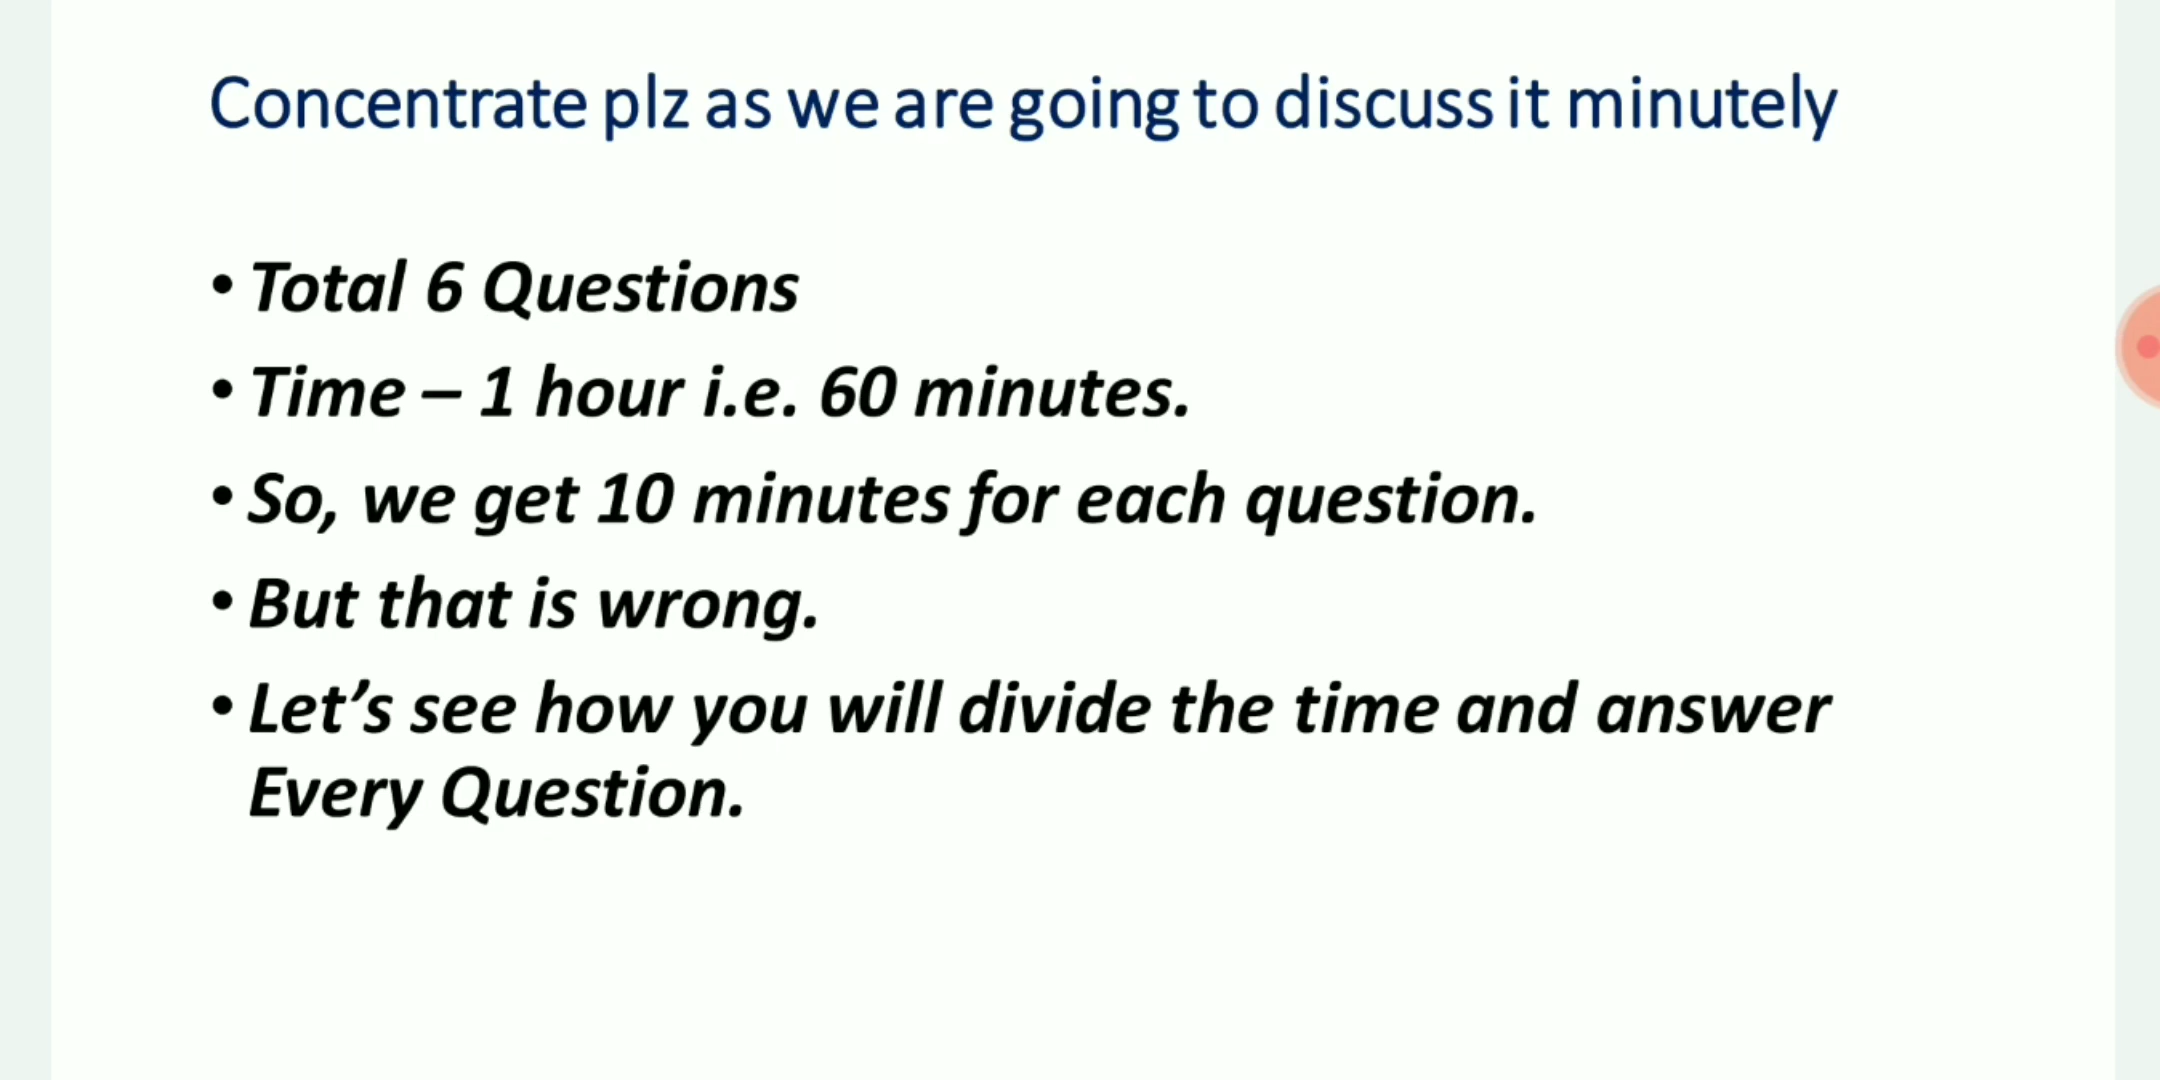 Concentrate plz as we are going to discuss it minutely
• Total 6 Questions
• Time – 1 hour i.e. 60 minutes.
• So, we get 10 minutes for each question.
• But that is wrong.
• Let’s see how you will divide the time and answer
Every Question.